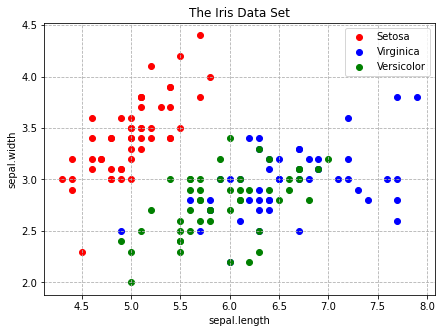 The Iris Data Set
Setosa
Virginica
Versicolor
4.5
4.0
3.5
3.0
2.5
2.0
sepal.width
4.5 5.0 5.5 6.0 6.5 7.0 7.5 8.0
sepal.length